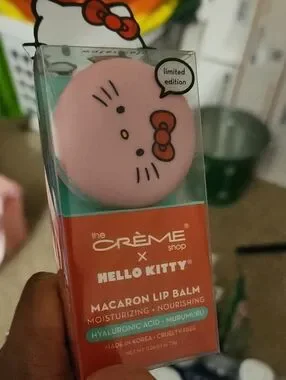 limited
edition
the
CRÈME
shop
X
HELLO KITTY
MACARON LIP BALM
MOISTURIZING + NOURISHING
HYALURONIC ACID + MURUMURU
MADE IN KOREA • CRUELTY-FREE